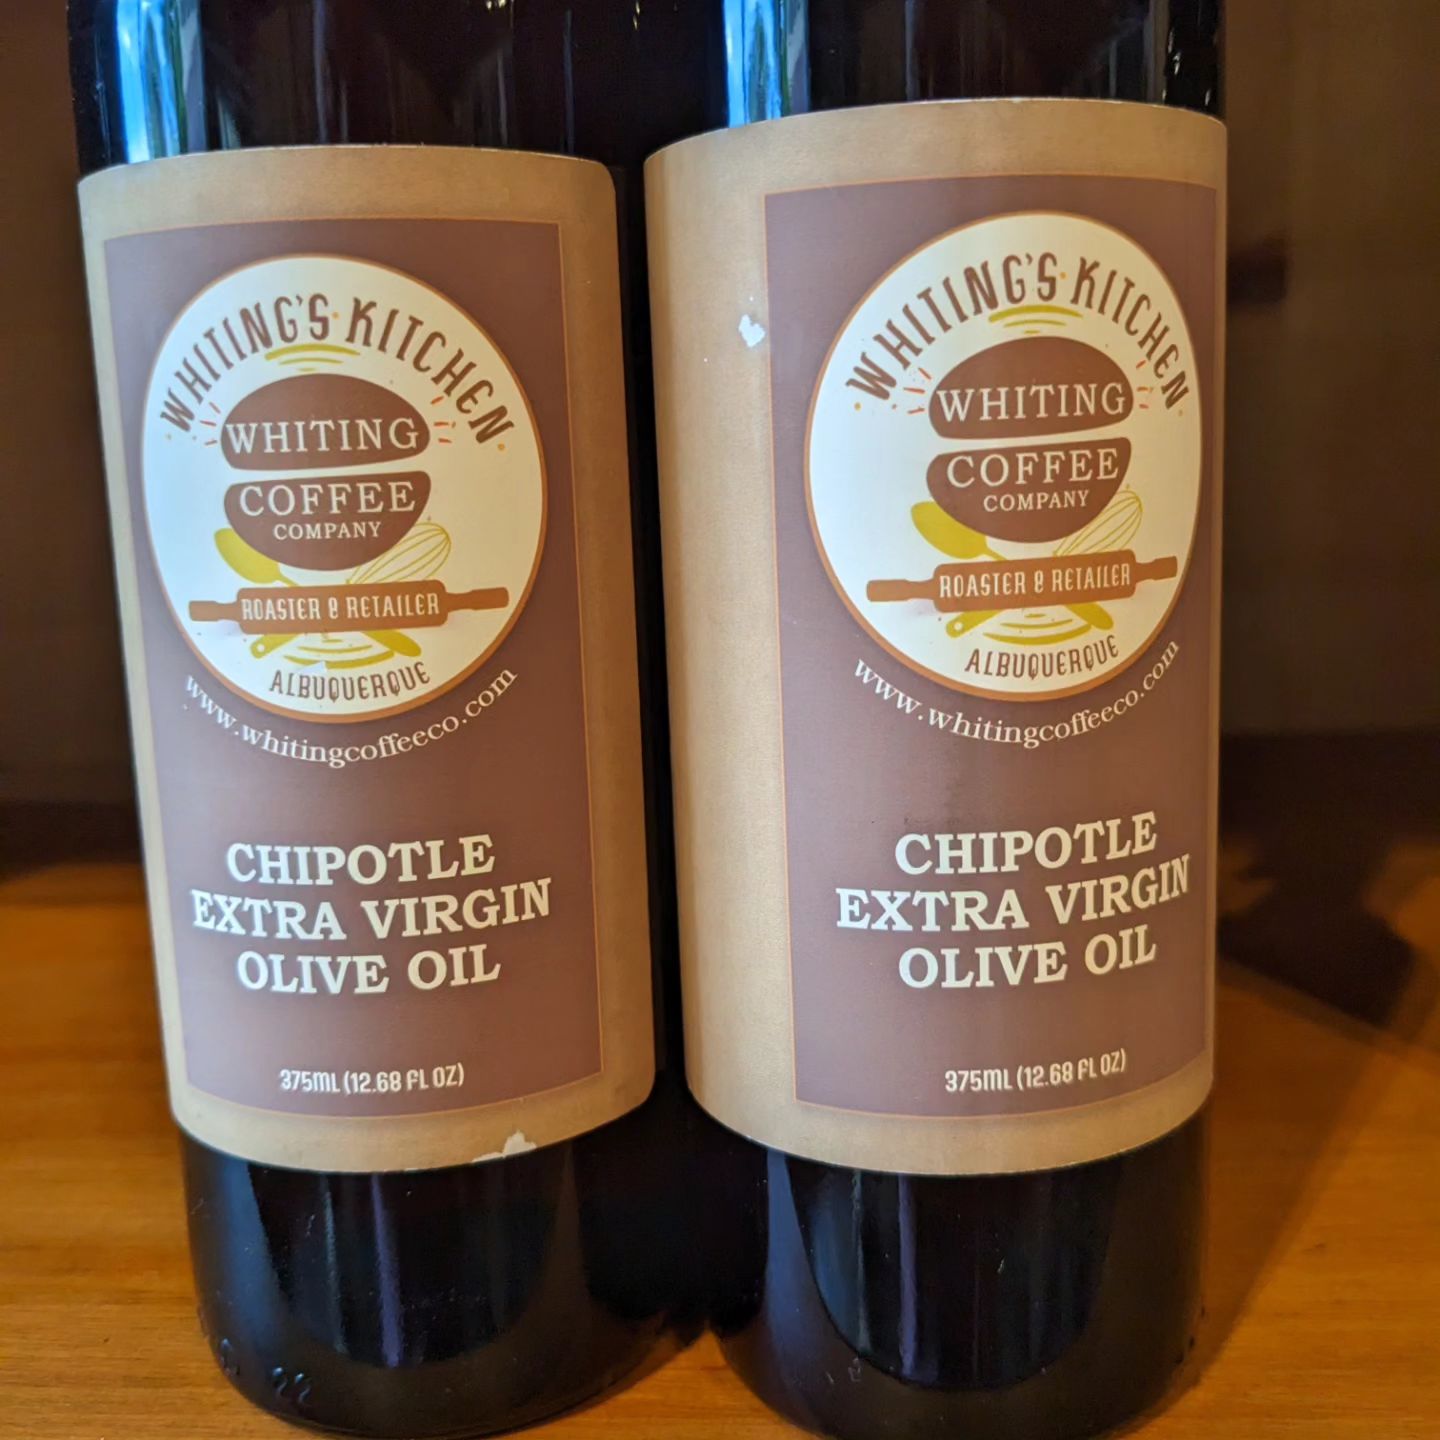 WHITING'S KITCHEN
WHITING
COFFEE
COMPANY
ROASTER & RETAILER
ALBUQUERQUE
www.whitingcoffeeco.com
CHIPOTLE
EXTRA VIRGIN
OLIVE OIL
375ML (12.68 FL OZ)
WHITING'S KITCHEN
WHITING
COFFEE
COMPANY
ROASTER & RETAILER
ALBUQUERQUE
www.whitingcoffeeco.com
CHIPOTLE
EXTRA VIRGIN
OLIVE OIL
375ML (12.68 FL OZ)